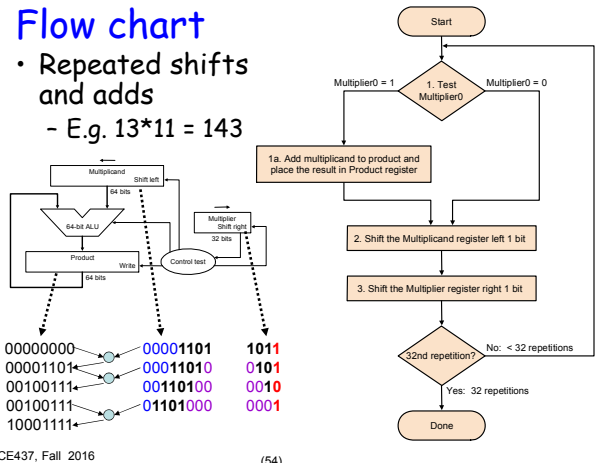 Flow chart
• Repeated shifts
and adds
– E.g. 13*11 = 143
Multiplicand
Shift left
64 bits
64-bit ALU
Multiplier
Shift right
32 bits
Product
Write
Control test
64 bits
00000000
00001101
00100111
00100111
10001111
00001101
00011010
00110100
01101000
1011
0101
0010
0001
CE437, Fall 2016
(54)
Start
Multiplier0 = 1
1. Test
Multiplier0
Multiplier0 = 0
1a. Add multiplicand to product and
place the result in Product register
2. Shift the Multiplicand register left 1 bit
3. Shift the Multiplier register right 1 bit
32nd repetition?
No: < 32 repetitions
Yes: 32 repetitions
Done